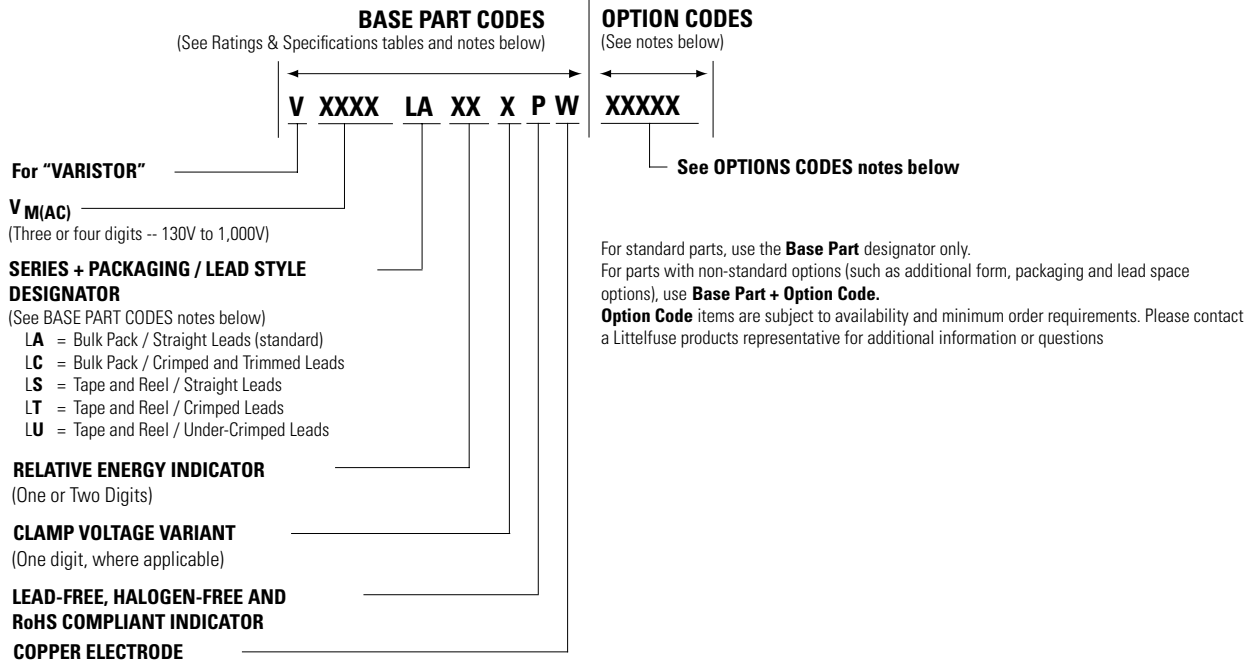 BASE PART CODES
(See Ratings & Specifications tables and notes below)
OPTION CODES
(See notes below)
V XXXX LA XX X P W XXXXX
For “VARISTOR”
See OPTIONS CODES notes below
V M(AC)
(Three or four digits -- 130V to 1,000V)
SERIES + PACKAGING / LEAD STYLE
DESIGNATOR
(See BASE PART CODES notes below)
LA = Bulk Pack / Straight Leads (standard)
LC = Bulk Pack / Crimped and Trimmed Leads
LS = Tape and Reel / Straight Leads
LT = Tape and Reel / Crimped Leads
LU = Tape and Reel / Under-Crimped Leads
RELATIVE ENERGY INDICATOR
(One or Two Digits)
CLAMP VOLTAGE VARIANT
(One digit, where applicable)
LEAD-FREE, HALOGEN-FREE AND
RoHS COMPLIANT INDICATOR
COPPER ELECTRODE
For standard parts, use the Base Part designator only.
For parts with non-standard options (such as additional form, packaging and lead space
options), use Base Part + Option Code.
Option Code items are subject to availability and minimum order requirements. Please contact
a Littelfuse products representative for additional information or questions